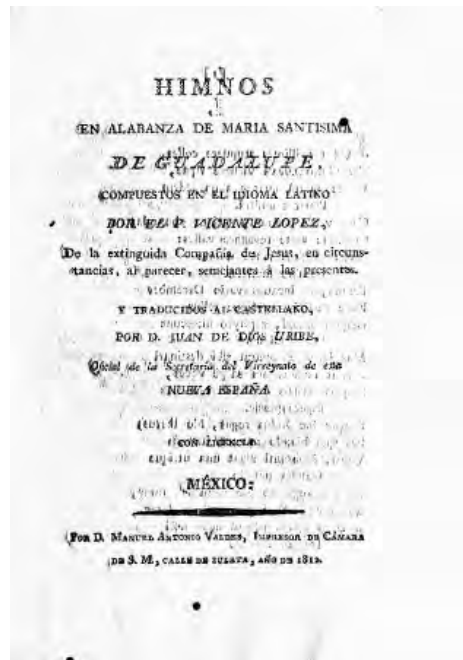 HIMNOS
EN ALABANZA DE MARIA SANTISIMA
DE GUADALUPE,
COMPUESTOS EN EL IDIOMA LATINO
POR EL P. VICENTE LOPEZ,
De la extinguida Compañia de Jesus, en circuns-
tancias, al parecer, semejantes á las presentes.
Y TRADUCIDOS AL CASTELLANO,
POR D. JUAN DE DIOS URIBE,
Oficial de la Secretaría del Virreynato de esta
NUEVA ESPAÑA.
CON LICENCIA
MÉXICO:
POR D. MANUEL ANTONIO VALDES, IMPRESOR DE CÁMARA
DE S. M., CALLE DE ZULETA, AÑO DE 1811.